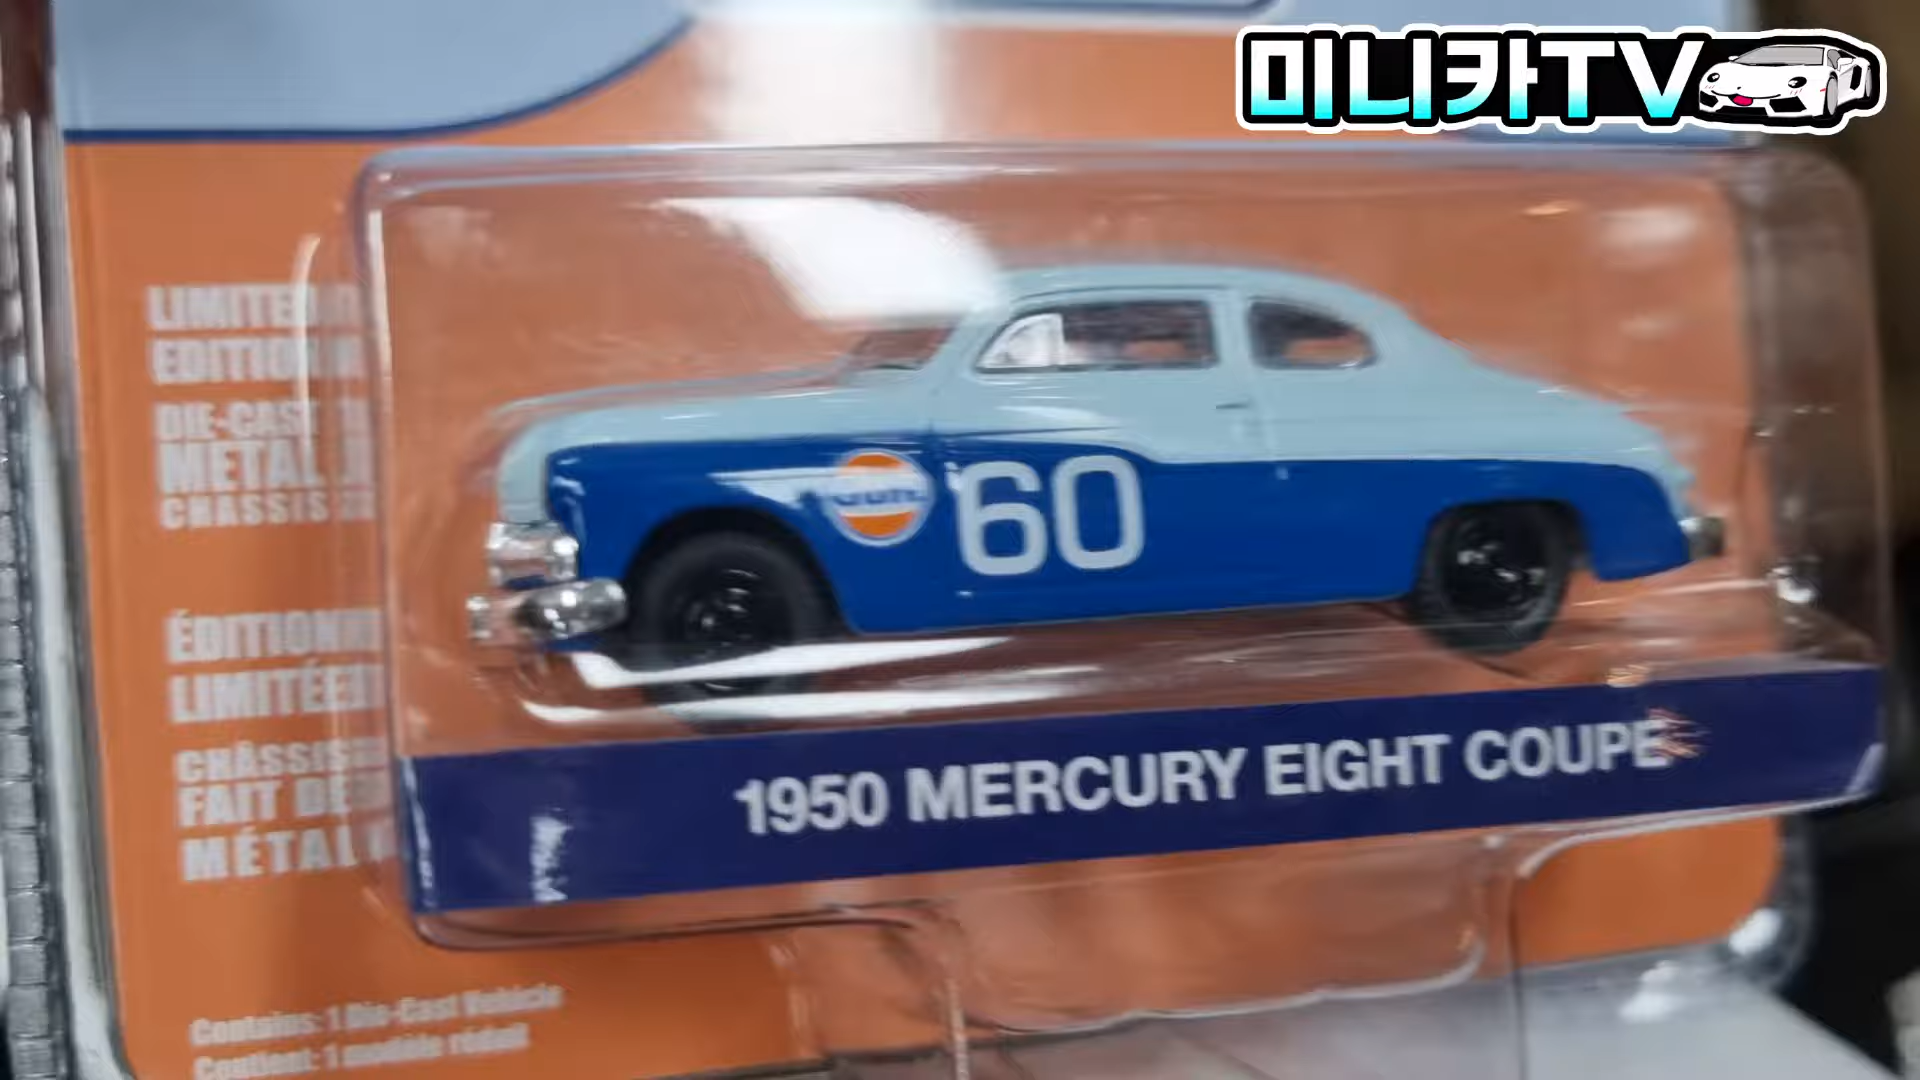 미니카TV
LIMITED
EDITION
DIE-CAST
METAL
CHASSIS
60
ÉDITION
LIMITÉE
CHÂSSIS
FAIT DE
MÉTAL
1950 MERCURY EIGHT COUPE
Contains: 1 Die-Cast Vehicle
Contient: 1 modèle réduit